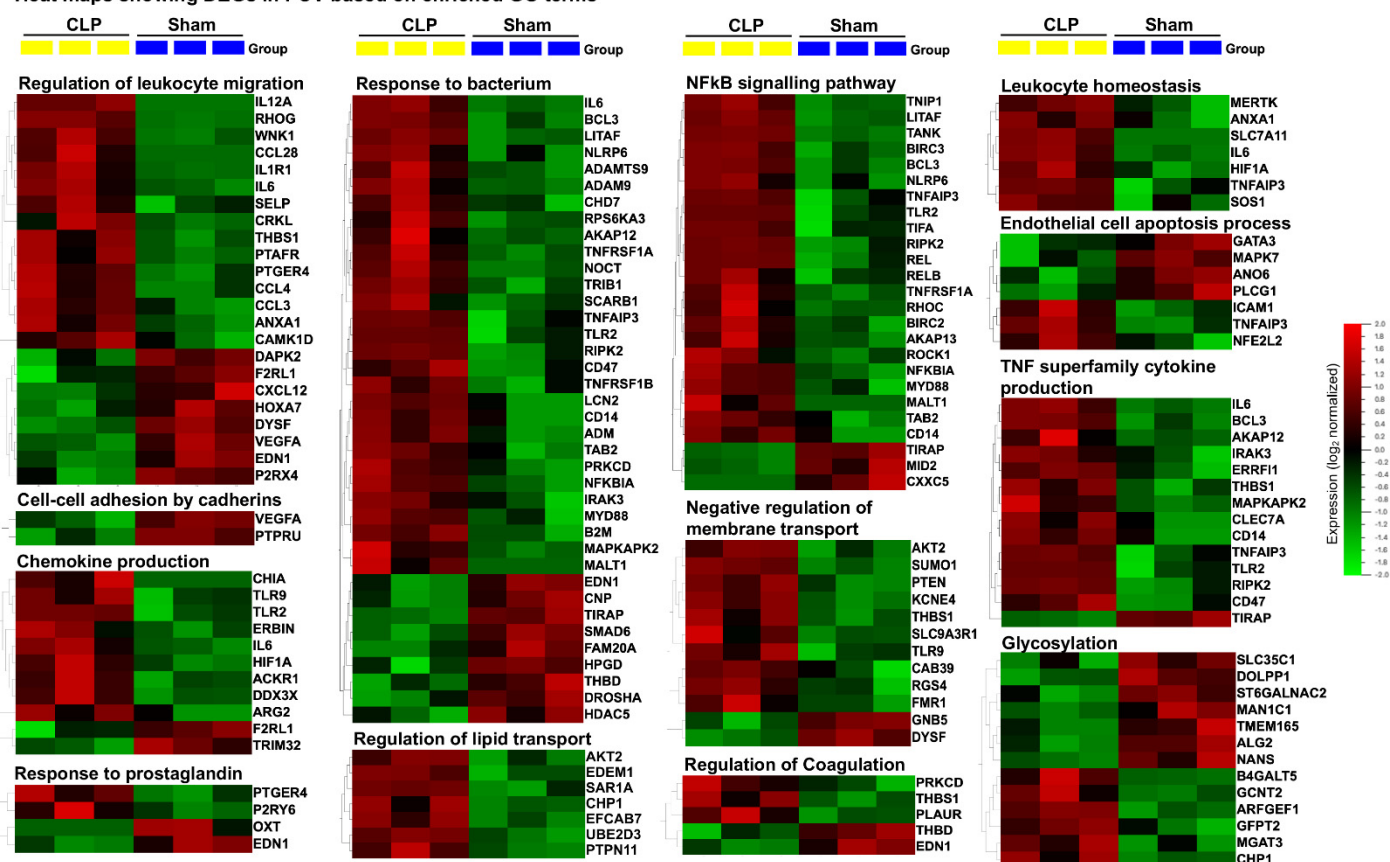 CLP Sham
Group
Regulation of leukocyte migration
IL12A
RHOG
WNK1
CCL28
IL1R1
IL6
SELP
CRKL
THBS1
PTAFR
PTGER4
CCL4
CCL3
ANXA1
CAMK1D
DAPK2
F2RL1
CXCL12
HOXA7
DYSF
VEGFA
EDN1
P2RX4
Cell-cell adhesion by cadherins
VEGFA
PTPRU
Chemokine production
CHIA
TLR9
TLR2
ERBIN
IL6
HIF1A
ACKR1
DDX3X
ARG2
F2RL1
TRIM32
Response to prostaglandin
PTGER4
P2RY6
OXT
EDN1
CLP Sham
Group
Response to bacterium
IL6
BCL3
LITAF
NLRP6
ADAMTS9
ADAM9
CHD7
RPS6KA3
AKAP12
TNFRSF1A
NOCT
TRIB1
SCARB1
TNFAIP3
TLR2
RIPK2
CD47
TNFRSF1B
LCN2
CD14
ADM
TAB2
PRKCD
NFKBIA
IRAK3
MYD88
B2M
MAPKAPK2
MALT1
EDN1
CNP
TIRAP
SMAD6
FAM20A
HPGD
THBD
DROSHA
HDAC5
Regulation of lipid transport
AKT2
EDEM1
SAR1A
CHP1
EFCAB7
UBE2D3
PTPN11
CLP Sham
Group
NFkB signalling pathway
TNIP1
LITAF
TANK
BIRC3
BCL3
NLRP6
TNFAIP3
TLR2
TIFA
RIPK2
REL
RELB
TNFRSF1A
RHOC
BIRC2
AKAP13
ROCK1
NFKBIA
MYD88
MALT1
TAB2
CD14
TIRAP
MID2
CXXC5
Negative regulation of
membrane transport
AKT2
SUMO1
PTEN
KCNE4
THBS1
SLC9A3R1
TLR9
CAB39
RGS4
FMR1
GNB5
DYSF
Regulation of Coagulation
PRKCD
THBS1
PLAUR
THBD
EDN1
CLP Sham
Group
Leukocyte homeostasis
MERTK
ANXA1
SLC7A11
IL6
HIF1A
TNFAIP3
SOS1
Endothelial cell apoptosis process
GATA3
MAPK7
ANO6
PLCG1
ICAM1
TNFAIP3
NFE2L2
TNF superfamily cytokine
production
IL6
BCL3
AKAP12
IRAK3
ERRFI1
THBS1
MAPKAPK2
CLEC7A
CD14
TNFAIP3
TLR2
RIPK2
CD47
TIRAP
Glycosylation
SLC35C1
DOLPP1
ST6GALNAC2
MAN1C1
TMEM165
ALG2
NANS
B4GALT5
GCNT2
ARFGEF1
GFPT2
MGAT3
CHP1
Expression (log2 normalized)
2.0
1.8
1.6
1.4
1.2
1.0
0.8
0.6
0.4
0.2
0.0
-0.2
-0.4
-0.6
-0.8
-1.0
-1.2
-1.4
-1.6
-1.8
-2.0